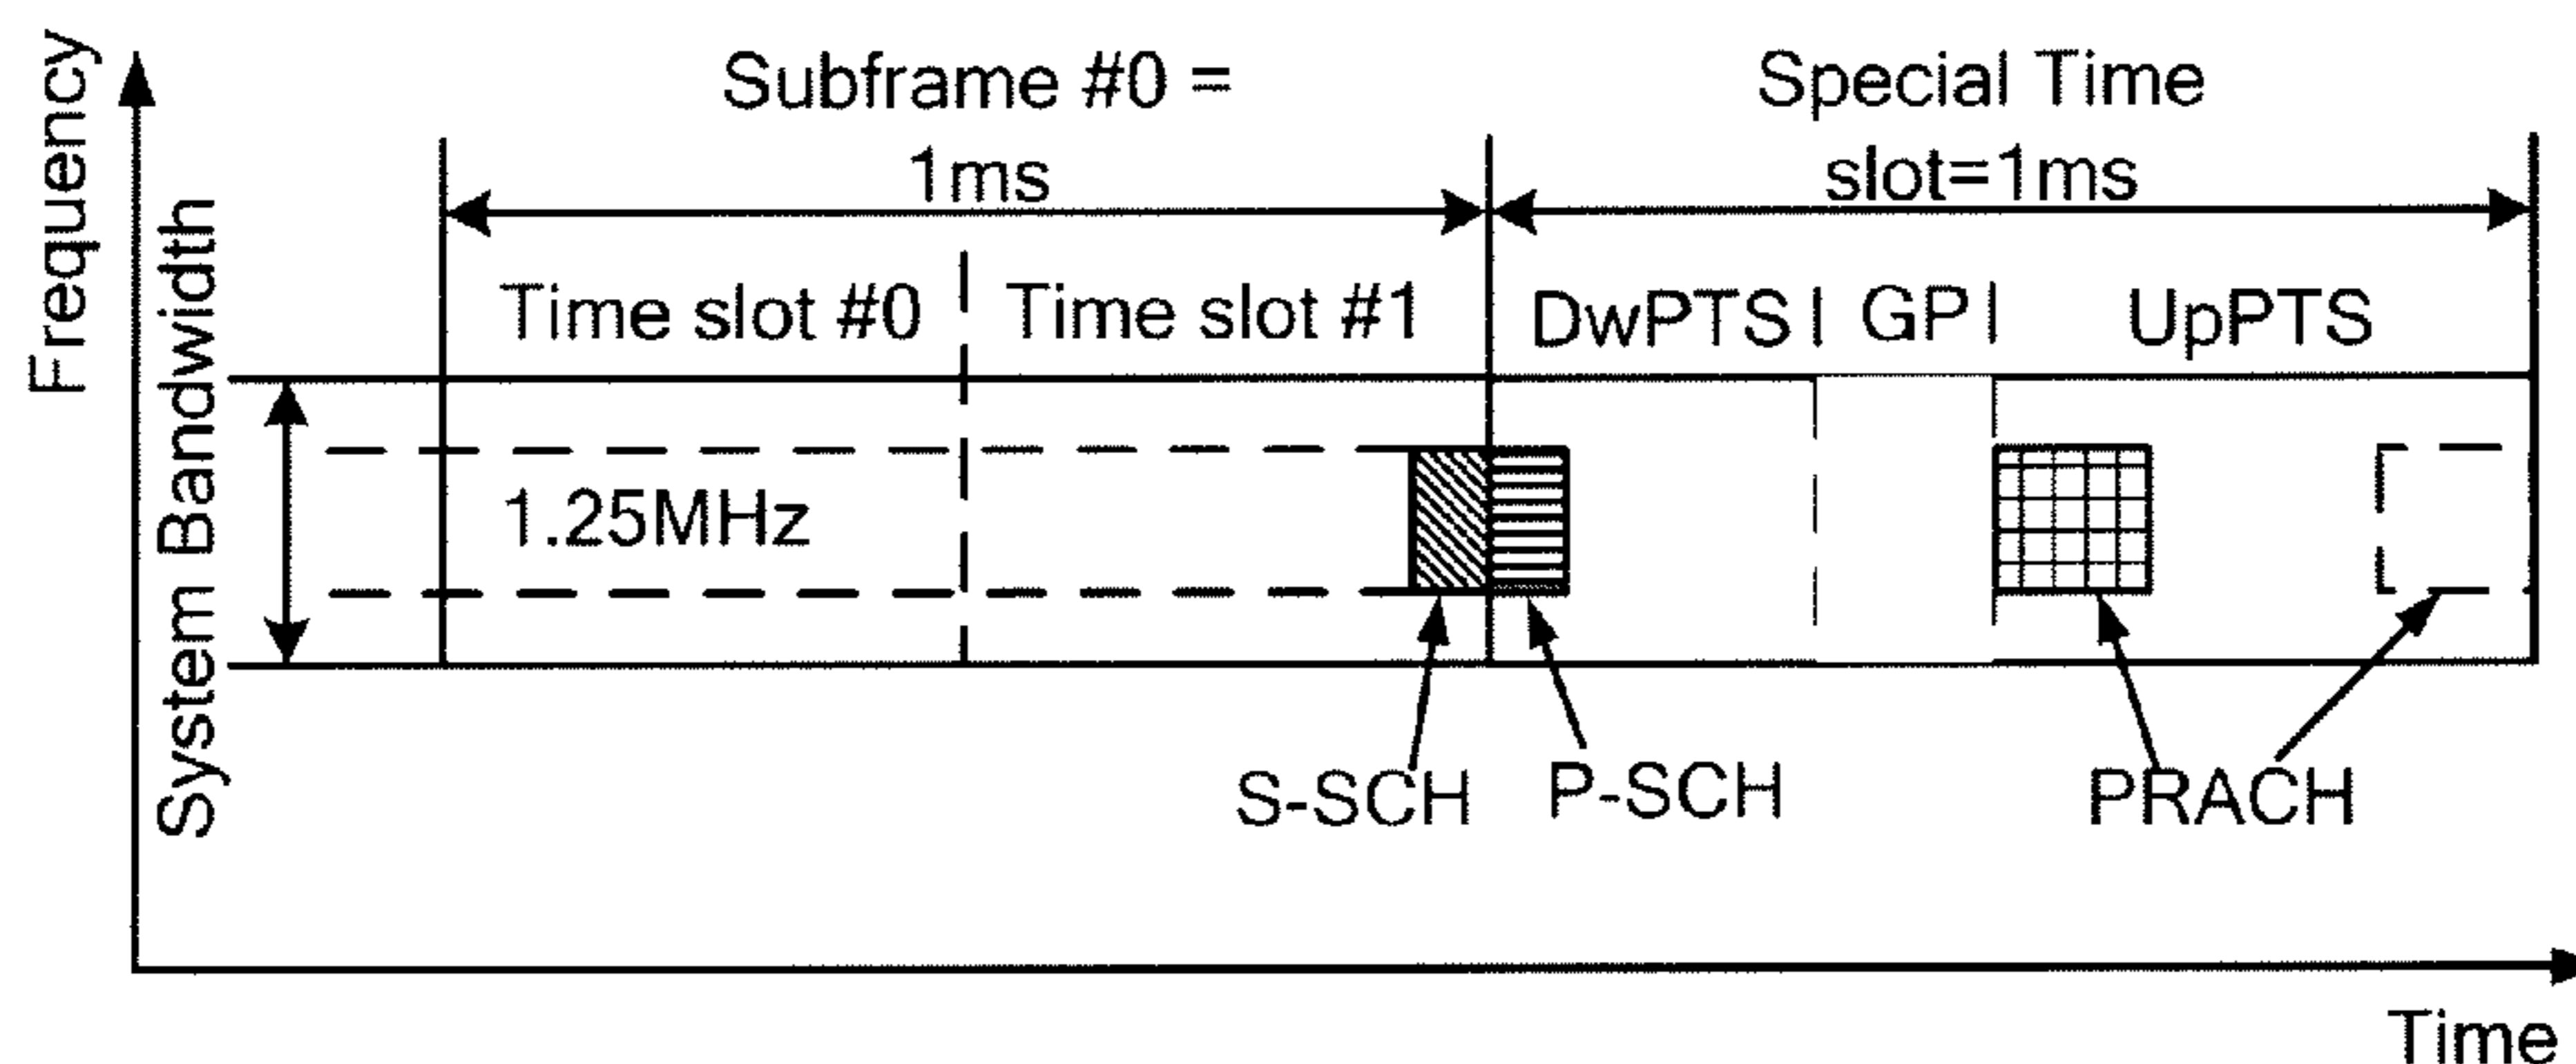 Frequency
System Bandwidth
Subframe #0 =
1ms
Special Time
slot=1ms
Time slot #0
Time slot #1
DwPTS
GP
UpPTS
1.25MHz
S-SCH
P-SCH
PRACH
Time